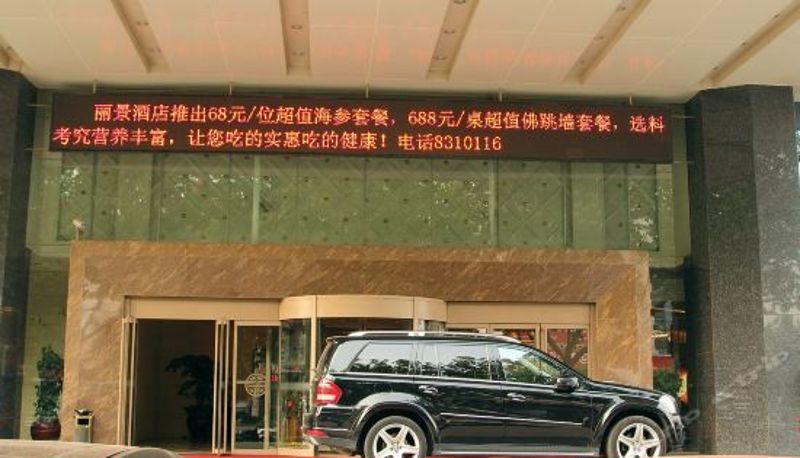 丽景酒店推出68元/位超值海参套餐，688元/桌超值佛跳墙套餐，选料
考究营养丰富，让您吃的实惠吃的健康！电话8310116